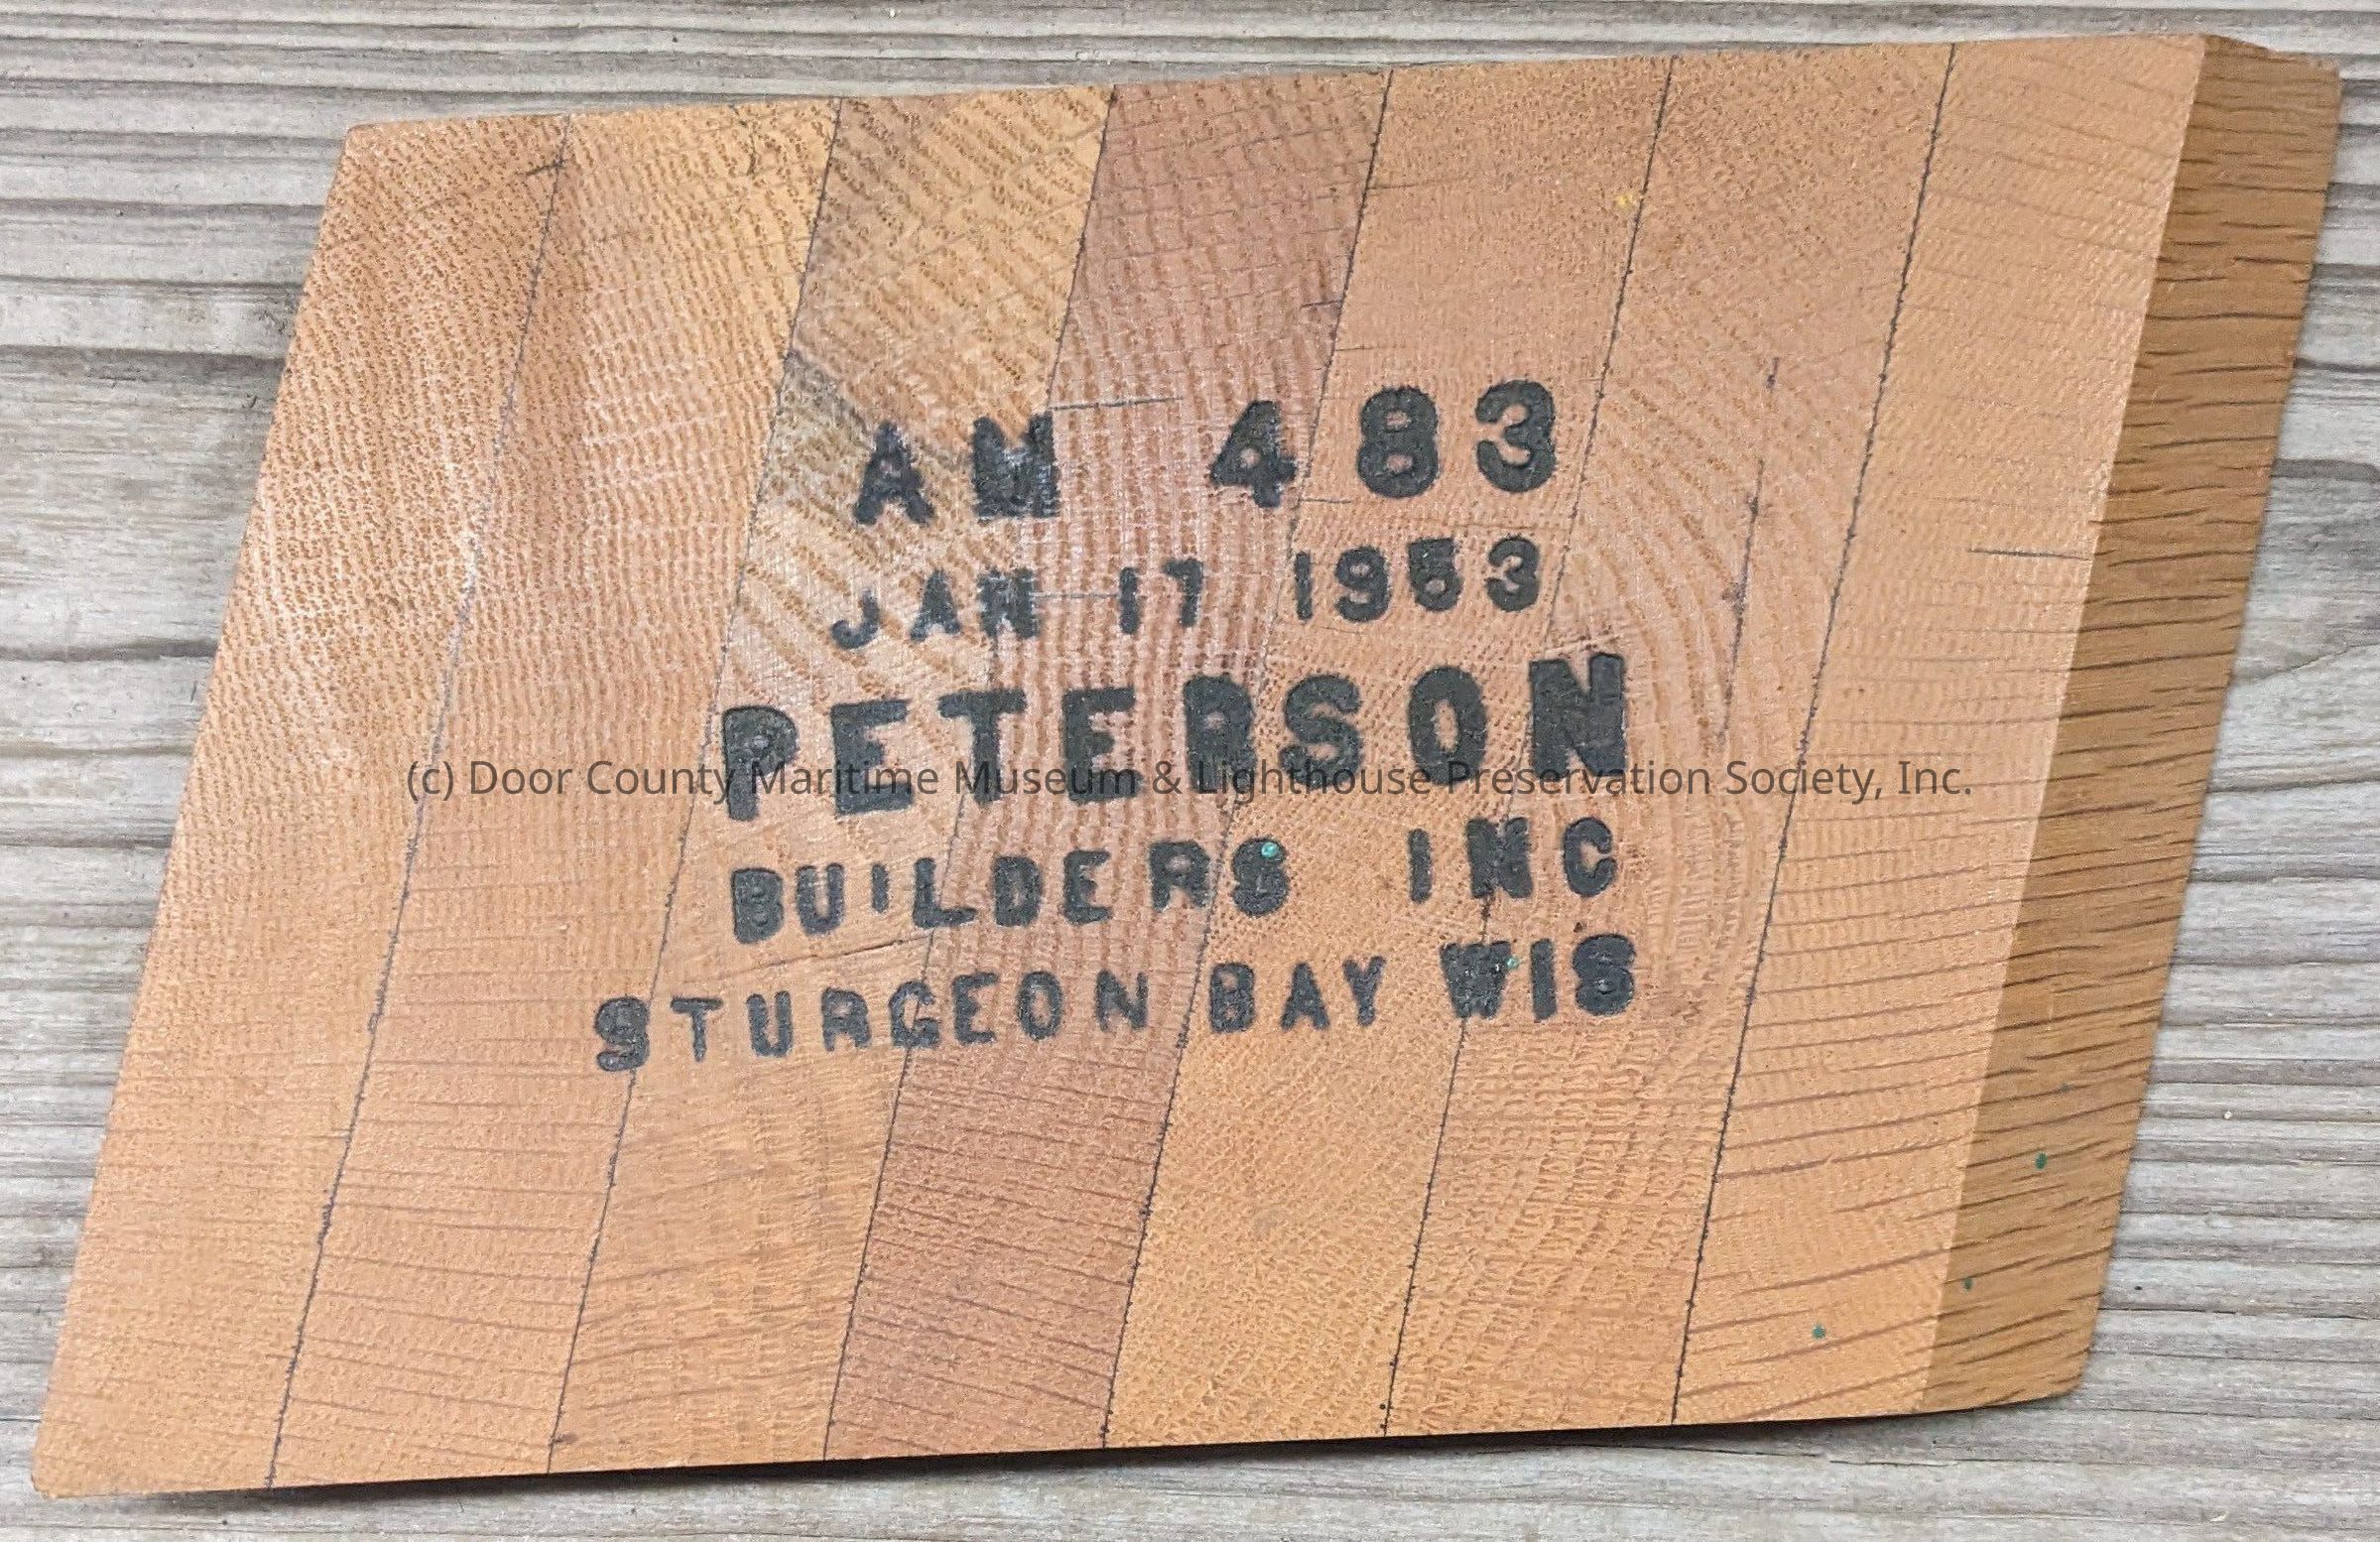 AM 483
JAN 17 1953
PETERSON
(c) Door County Maritime Museum & Lighthouse Preservation Society, Inc.
BUILDERS INC
STURGEON BAY WIS